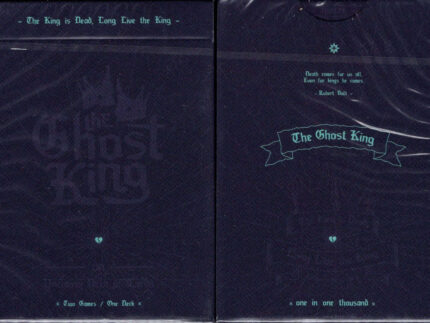 ~ The King is Dead, Long Live the King ~
The
Ghost
King
« Two Games / One Deck «
Death comes for us all
Even for kings he comes
- Robert Bolt -
The Ghost King
« one in one thousand »